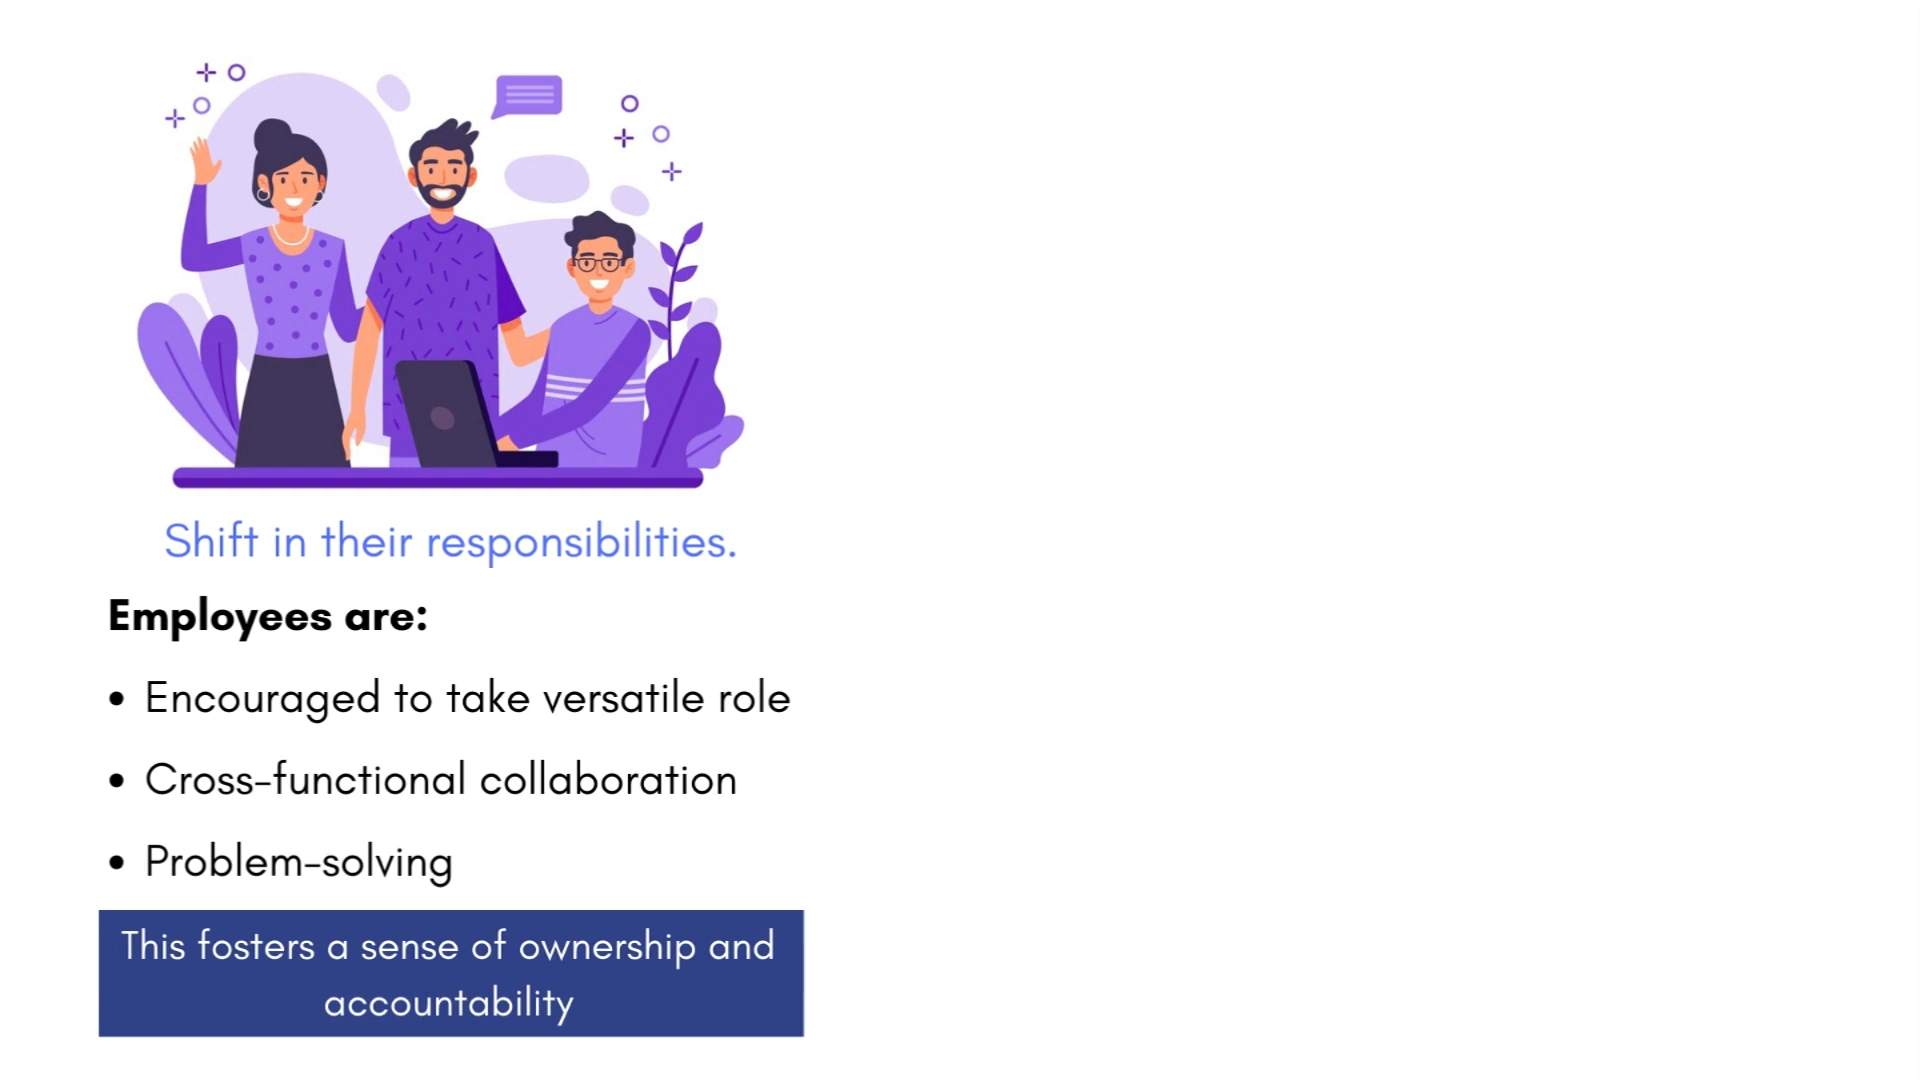 Shift in their responsibilities.
Employees are:
• Encouraged to take versatile role
• Cross-functional collaboration
• Problem-solving
This fosters a sense of ownership and
accountability